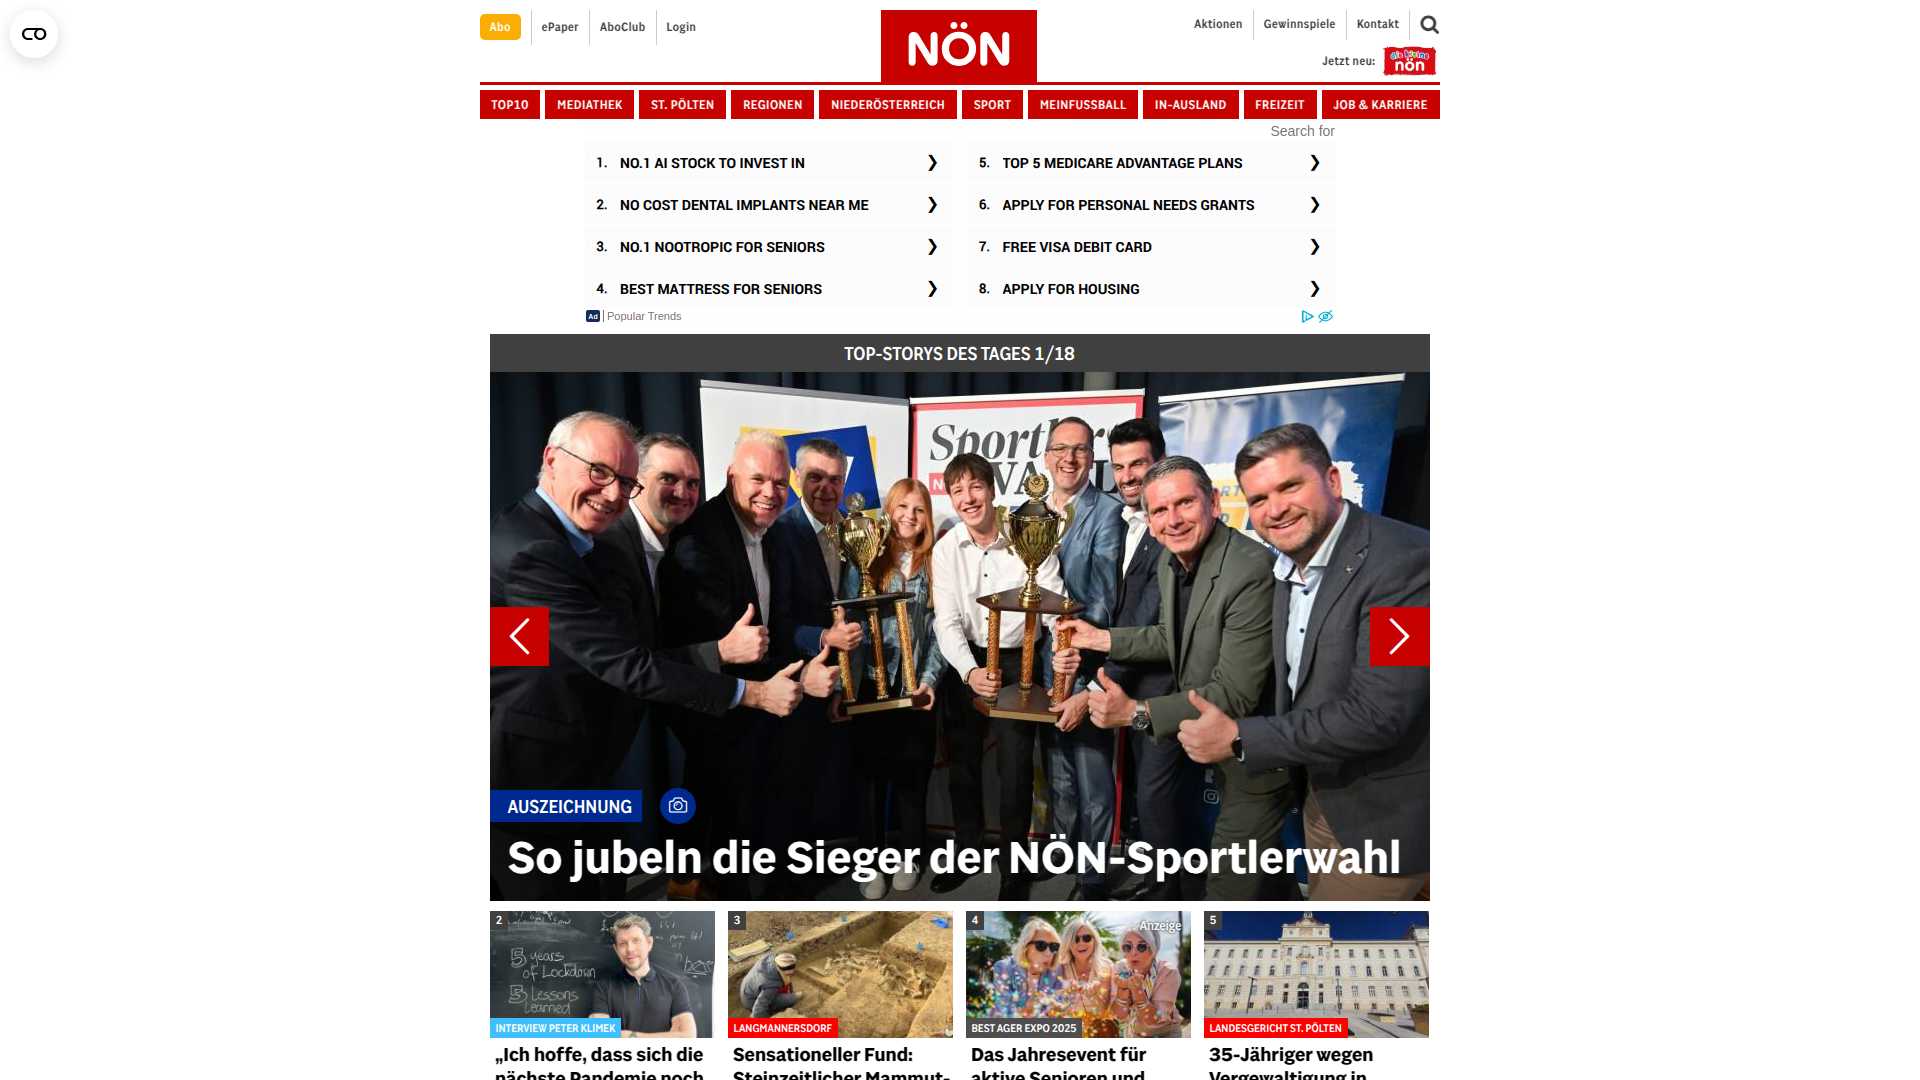 Abo
ePaper
AboClub
Login
NÖN
Aktionen
Gewinnspiele
Kontakt
Jetzt neu:
die kleine
nön
TOP10
MEDIATHEK
ST. PÖLTEN
REGIONEN
NIEDERÖSTERREICH
SPORT
MEINFUSSBALL
IN-AUSLAND
FREIZEIT
JOB & KARRIERE
Search for
1. NO.1 AI STOCK TO INVEST IN ❯
2. NO COST DENTAL IMPLANTS NEAR ME ❯
3. NO.1 NOOTROPIC FOR SENIORS ❯
4. BEST MATTRESS FOR SENIORS ❯
5. TOP 5 MEDICARE ADVANTAGE PLANS ❯
6. APPLY FOR PERSONAL NEEDS GRANTS ❯
7. FREE VISA DEBIT CARD ❯
8. APPLY FOR HOUSING ❯
Ad | Popular Trends
TOP-STORYS DES TAGES 1/18
AUSZEICHNUNG
So jubeln die Sieger der NÖN-Sportlerwahl
2
5 years
of Lockdown
5 Lessons
Learned
INTERVIEW PETER KLIMEK
„Ich hoffe, dass sich die
nächste Pandemie noch
3
LANGMANNERSDORF
Sensationeller Fund:
Steinzeitlicher Mammut-
4
Anzeige
BEST AGER EXPO 2025
Das Jahresevent für
aktive Senioren und
5
LANDESGERICHT ST. PÖLTEN
35-Jähriger wegen
Vergewaltigung in